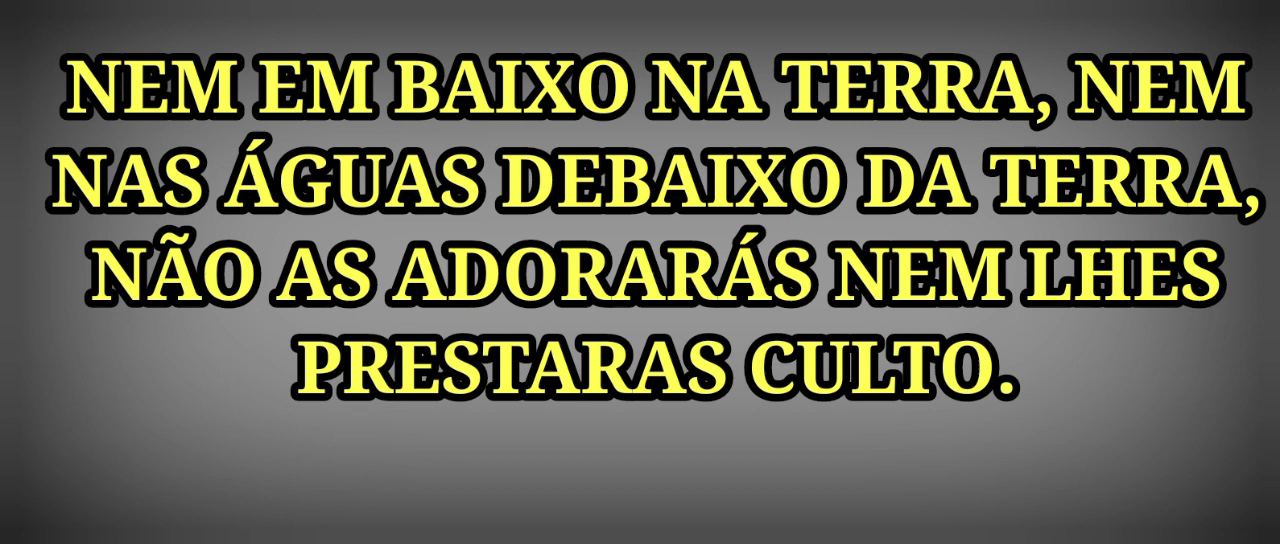 NEM EM BAIXO NA TERRA, NEM
NAS ÁGUAS DEBAIXO DA TERRA,
NÃO AS ADORARÁS NEM LHES
PRESTARAS CULTO.